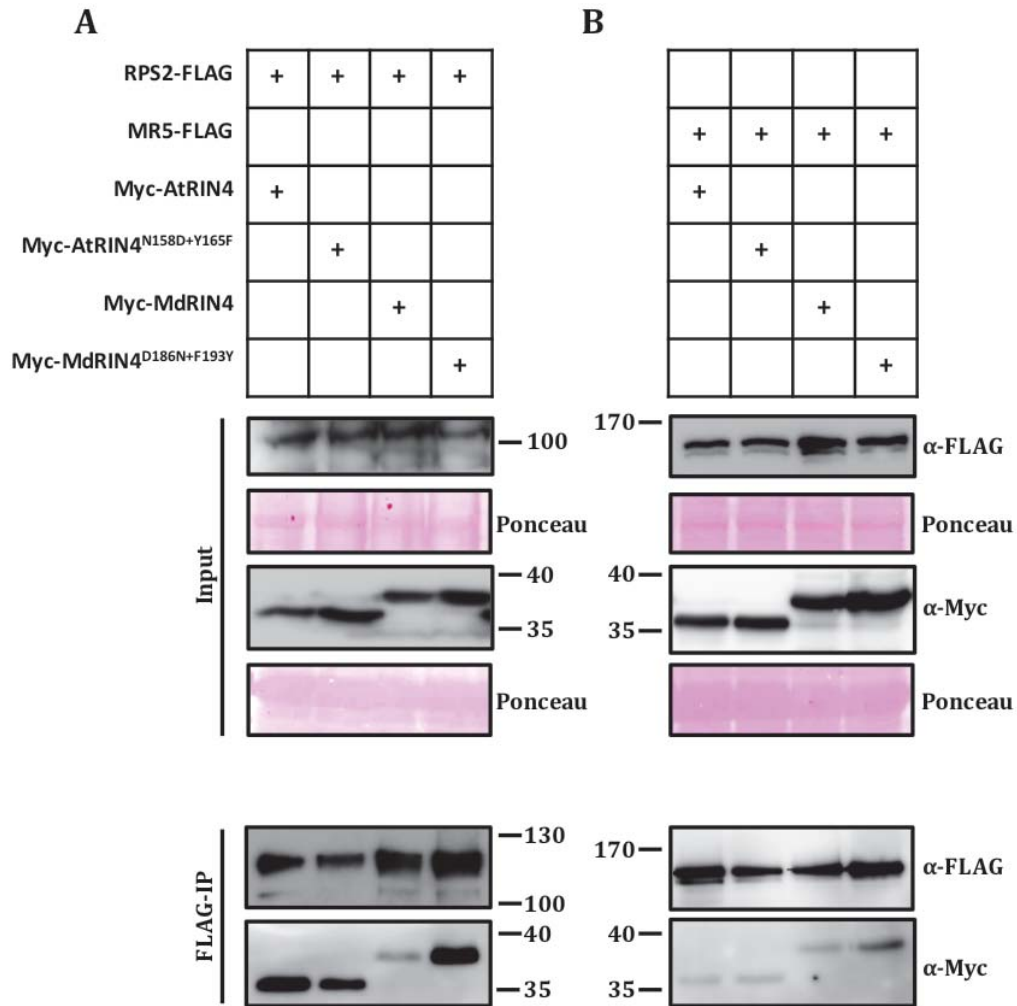 A B
RPS2-FLAG + + + +
MR5-FLAG + + + +
Myc-AtRIN4 + +
Myc-AtRIN4N158D+Y165F + +
Myc-MdRIN4 + +
Myc-MdRIN4D186N+F193Y + +
Input
100 170 α-FLAG
Ponceau Ponceau
40 40
35 35 α-Myc
Ponceau Ponceau
FLAG-IP
130 170 α-FLAG
100
40 40
35 35 α-Myc